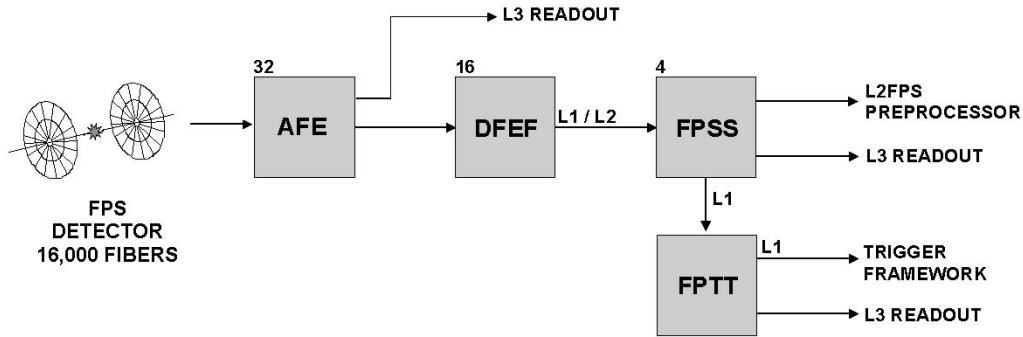 L3 READOUT
32
16
4
AFE
DFEF
L1 / L2
FPSS
L2FPS
PREPROCESSOR
L3 READOUT
FPS
DETECTOR
16,000 FIBERS
L1
FPTT
L1
TRIGGER
FRAMEWORK
L3 READOUT